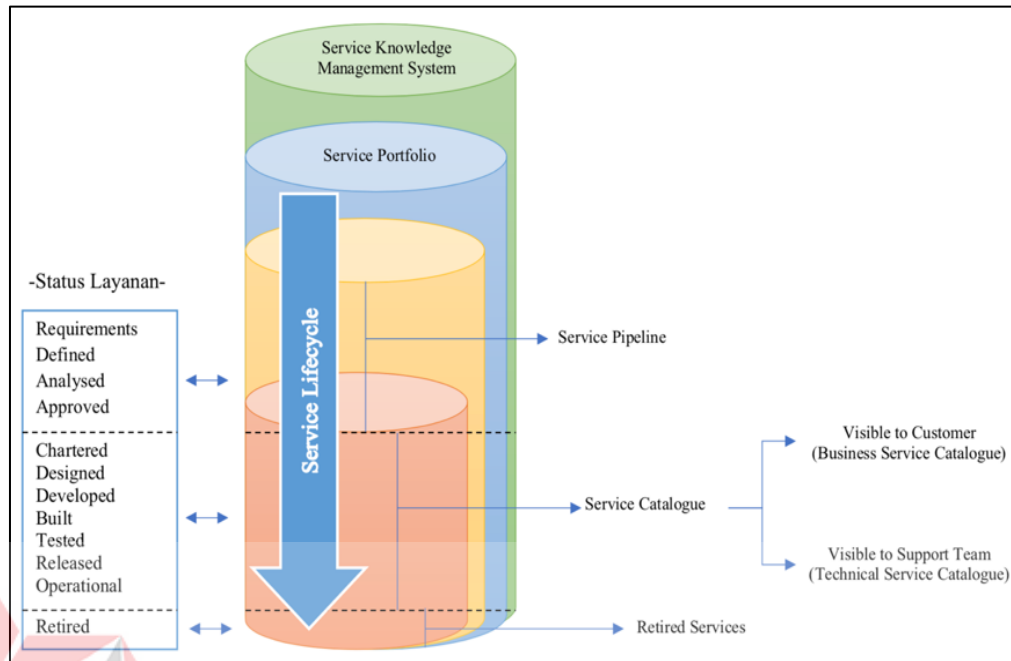 Service Knowledge
Management System
Service Portfolio
Service Lifecycle
-Status Layanan-
Requirements
Defined
Analysed
Approved
Chartered
Designed
Developed
Built
Tested
Released
Operational
Retired
Service Pipeline
Service Catalogue
Visible to Customer
(Business Service Catalogue)
Visible to Support Team
(Technical Service Catalogue)
Retired Services